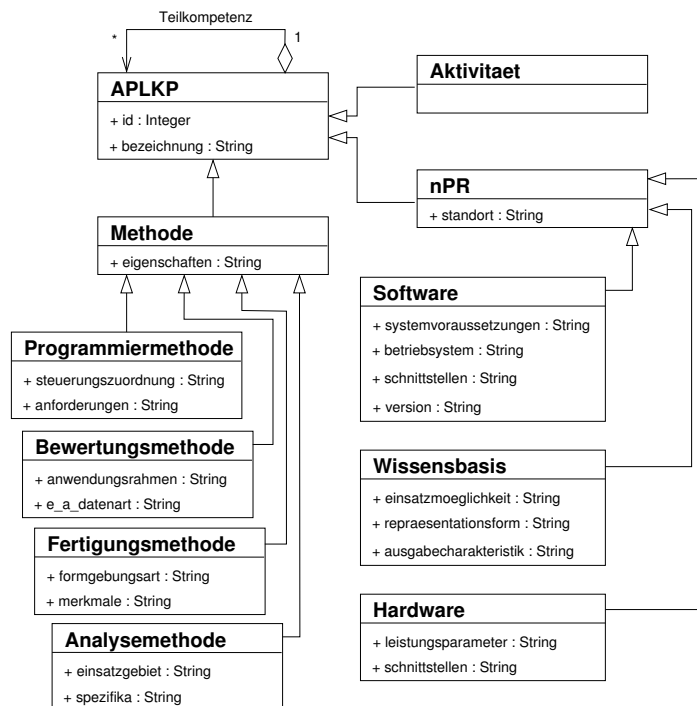 Teilkompetenz
* 1
APLKP
+ id : Integer
+ bezeichnung : String
Aktivitaet
nPR
+ standort : String
Methode
+ eigenschaften : String
Software
+ systemvoraussetzungen : String
+ betriebsystem : String
+ schnittstellen : String
+ version : String
Programmiermethode
+ steuerungszuordnung : String
+ anforderungen : String
Bewertungsmethode
+ anwendungsrahmen : String
+ e_a_datenart : String
Wissensbasis
+ einsatzmoeglichkeit : String
+ repraesentationsform : String
+ ausgabecharakteristik : String
Fertigungsmethode
+ formgebungsart : String
+ merkmale : String
Hardware
+ leistungsparameter : String
+ schnittstellen : String
Analysemethode
+ einsatzgebiet : String
+ spezifika : String